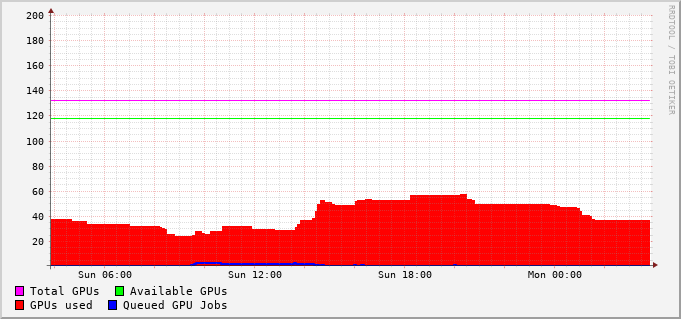 200
180
160
140
120
100
80
60
40
20
Sun 06:00 Sun 12:00 Sun 18:00 Mon 00:00
Total GPUs Available GPUs
GPUs used Queued GPU Jobs
RRDTOOL / TOBI OETIKER